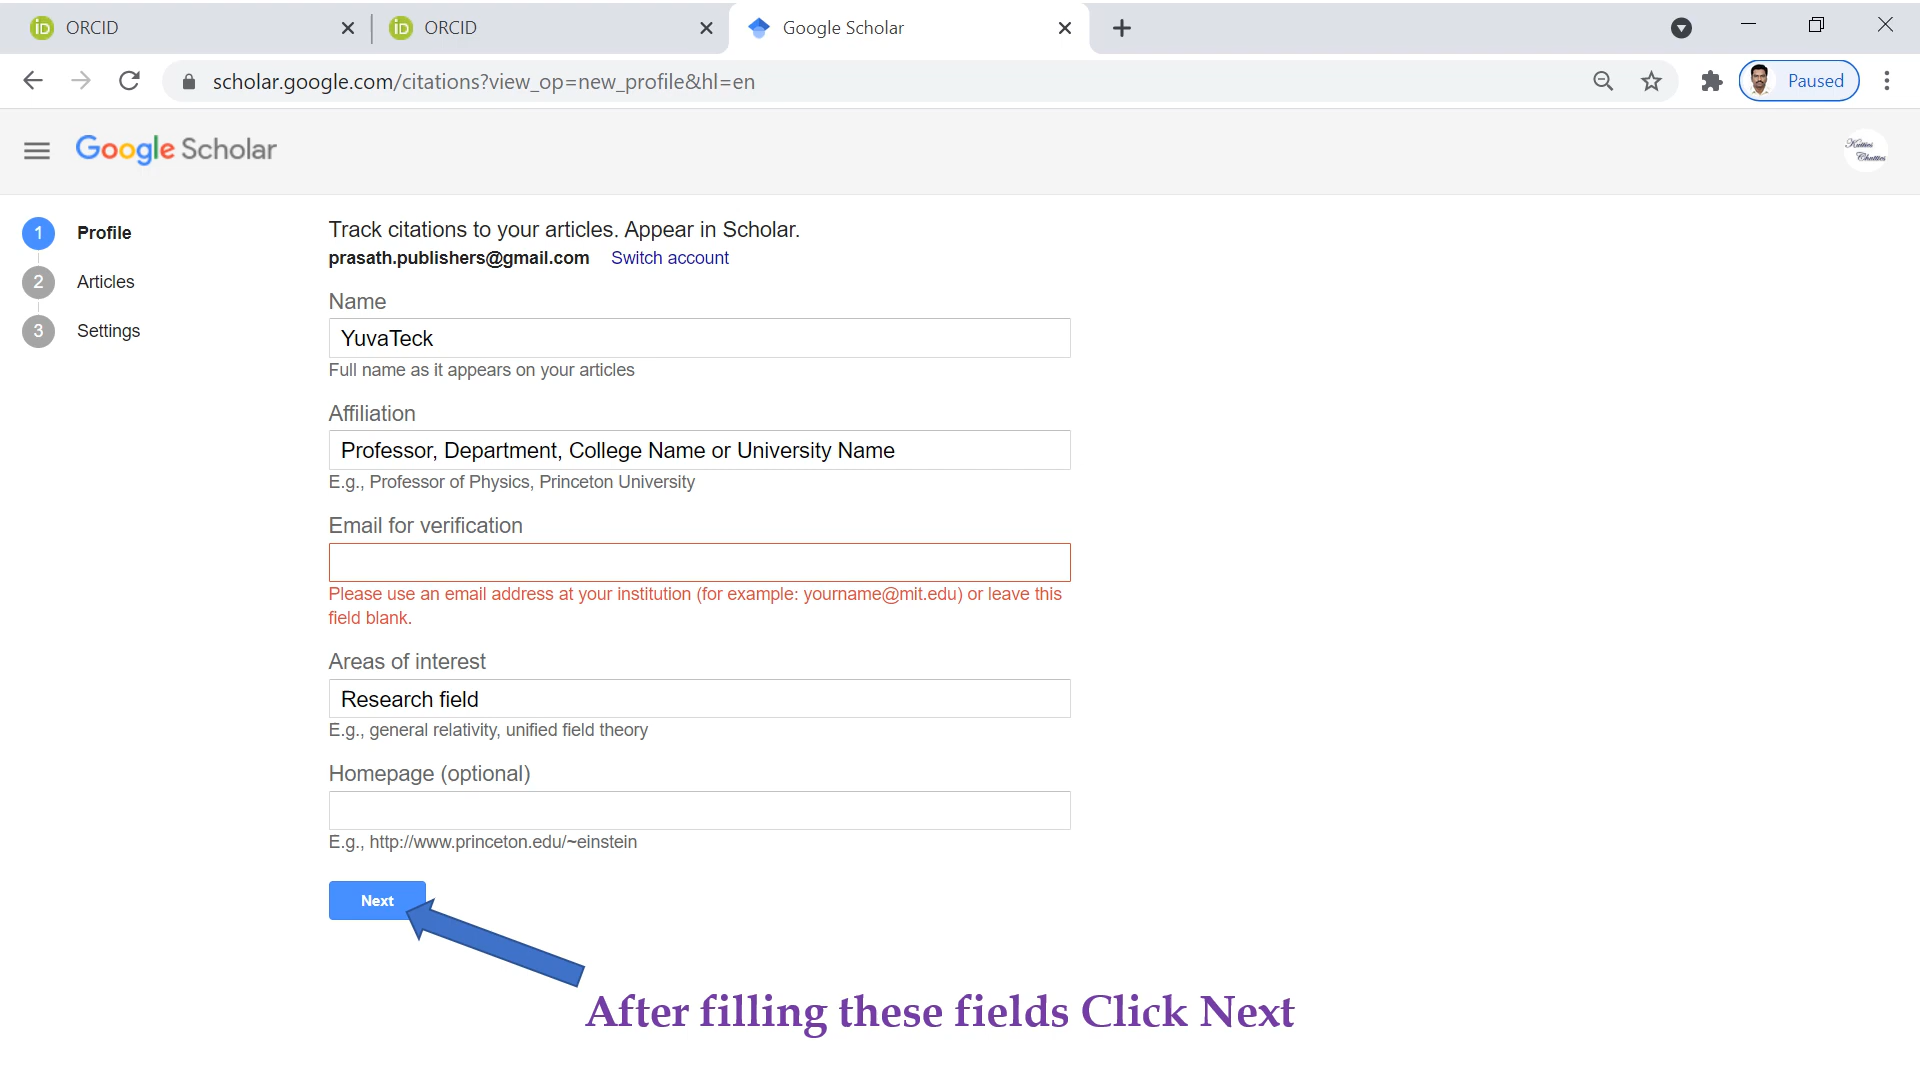 ORCID
ORCID
Google Scholar
scholar.google.com/citations?view_op=new_profile&hl=en
Paused
Google Scholar
Kutties
Chutties
1 Profile
2 Articles
3 Settings
Track citations to your articles. Appear in Scholar.
prasath.publishers@gmail.com Switch account
Name
YuvaTeck
Full name as it appears on your articles
Affiliation
Professor, Department, College Name or University Name
E.g., Professor of Physics, Princeton University
Email for verification
Please use an email address at your institution (for example: yourname@mit.edu) or leave this
field blank.
Areas of interest
Research field
E.g., general relativity, unified field theory
Homepage (optional)
E.g., http://www.princeton.edu/~einstein
Next
After filling these fields Click Next